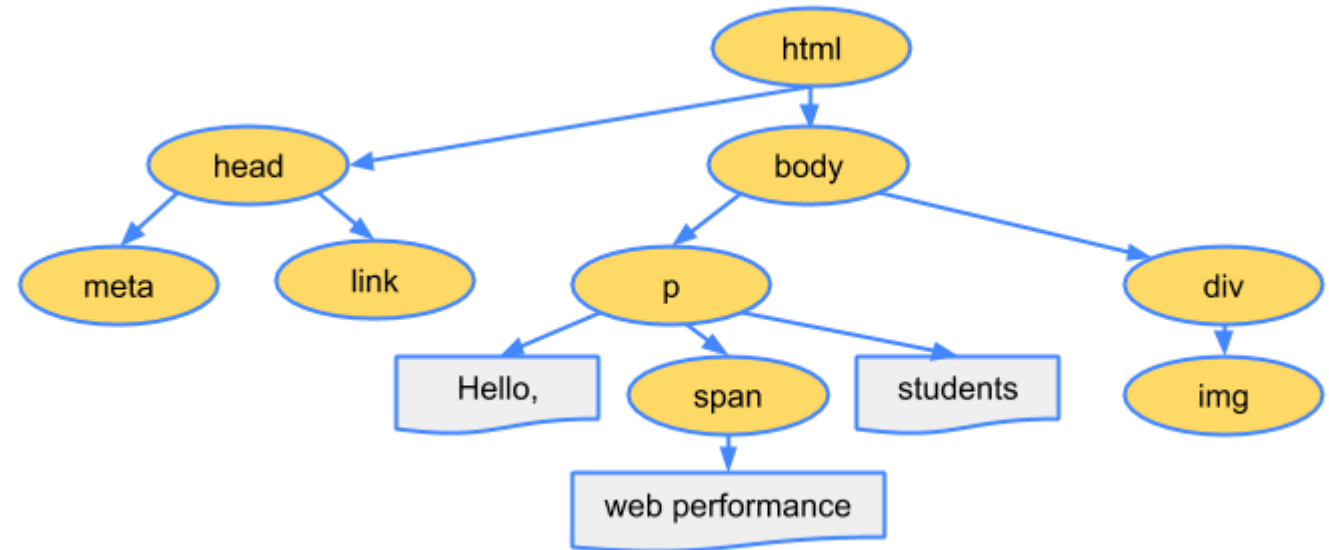 html
head
body
meta
link
p
div
Hello,
span
students
img
web performance